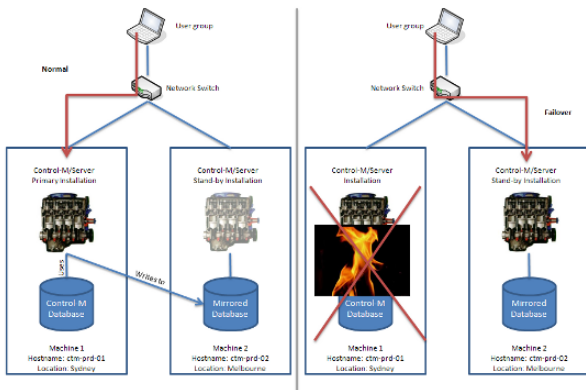 User group
Normal
Network Switch
Control-M/Server
Primary Installation
Control-M/Server
Stand-by Installation
Uses
Writes to
Control-M
Database
Mirrored
Database
Machine 1
Hostname: ctm-prd-01
Location: Sydney
Machine 2
Hostname: ctm-prd-02
Location: Melbourne
User group
Network Switch
Failover
Control-M/Server
Installation
Control-M/Server
Stand-by Installation
Control-M
Database
Mirrored
Database
Machine 1
Hostname: ctm-prd-01
Location: Sydney
Machine 2
Hostname: ctm-prd-02
Location: Melbourne